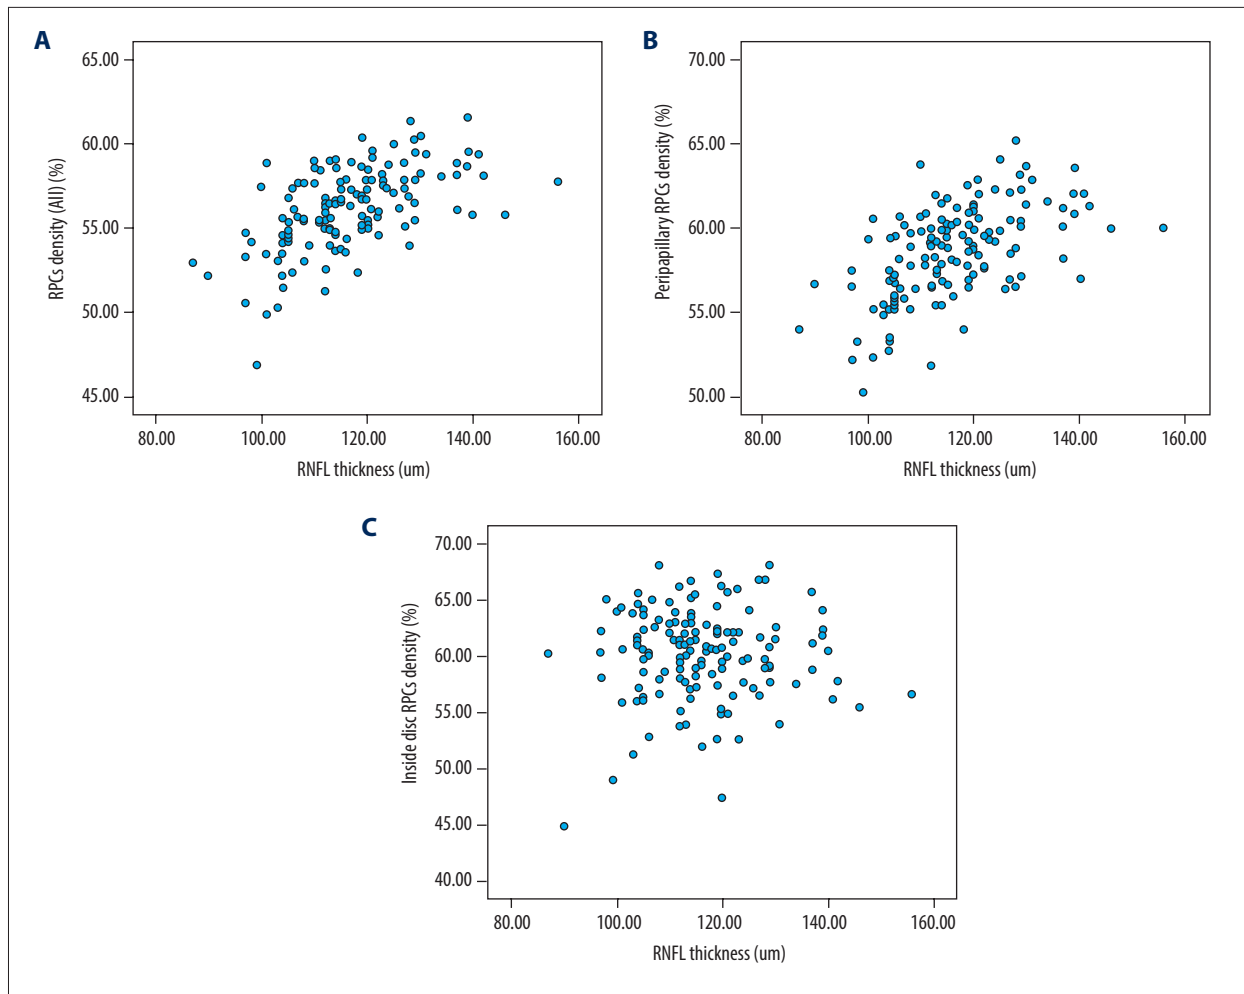 A
65.00
60.00
55.00
50.00
45.00
RPCs density (All) (%)
80.00 100.00 120.00 140.00 160.00
RNFL thickness (um)
B
70.00
65.00
60.00
55.00
50.00
Peripapillary RPCs density (%)
80.00 100.00 120.00 140.00 160.00
RNFL thickness (um)
C
70.00
65.00
60.00
55.00
50.00
45.00
40.00
Inside disc RPCs density (%)
80.00 100.00 120.00 140.00 160.00
RNFL thickness (um)